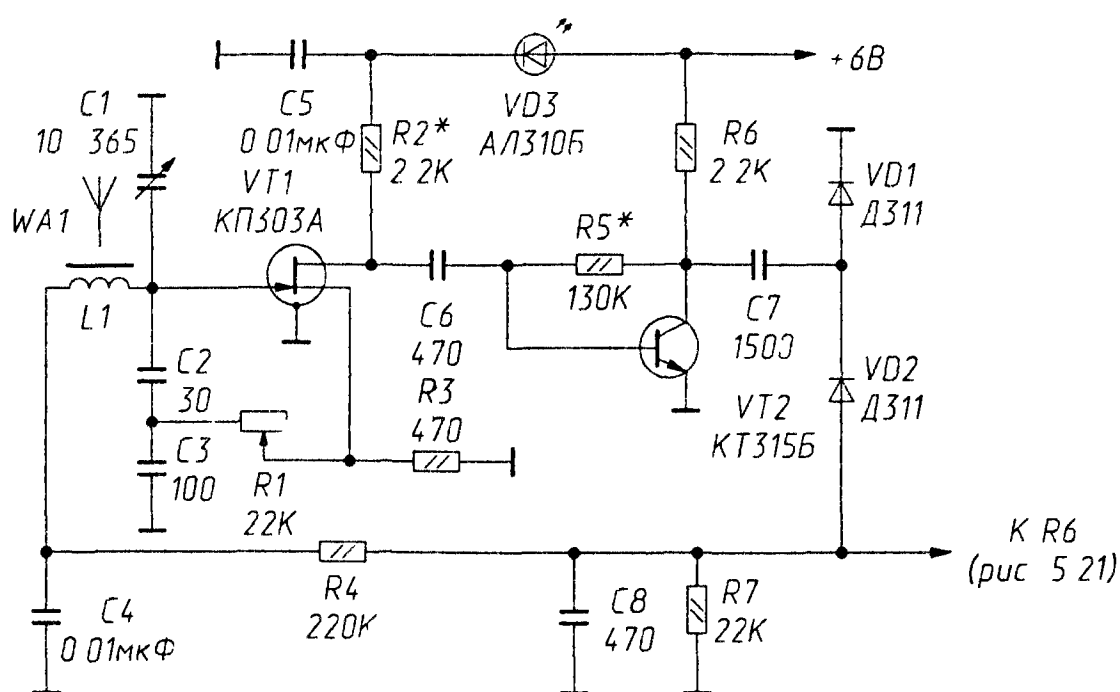 C1
10 365
WA1
L1
C5
0 01мкФ
VT1
КП303А
R2*
2 2К
VD3
АЛ310Б
+6В
R6
2 2К
VD1
Д311
R5*
130К
C7
1500
C6
470
R3
470
C2
30
C3
100
R1
22К
VT2
КТ315Б
VD2
Д311
К R6
(рис 5 21)
R4
220К
C4
0 01мкФ
C8
470
R7
22К